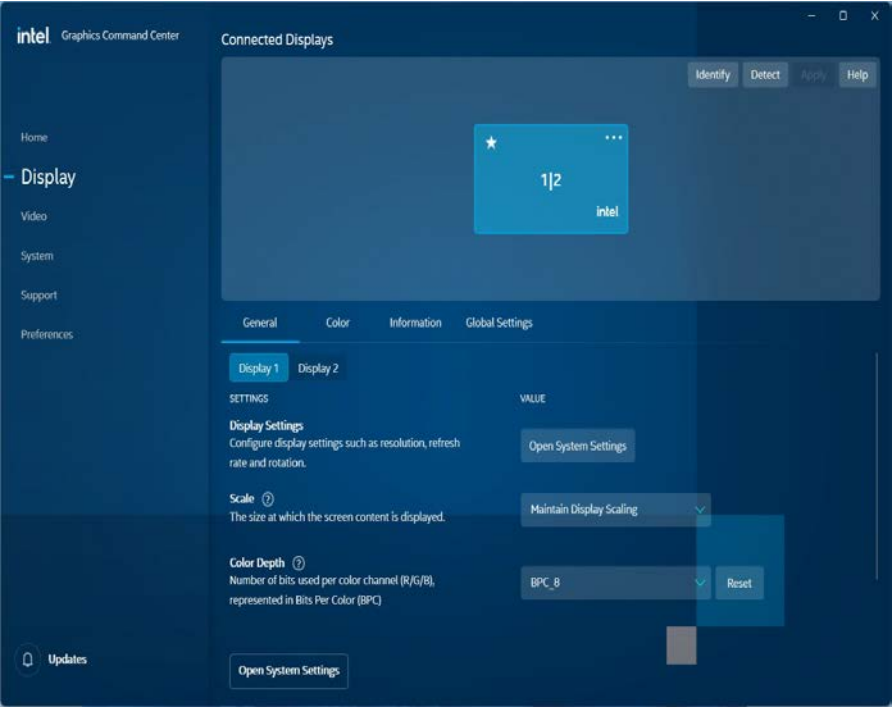 intel Graphics Command Center
Home
Display
Video
System
Support
Preferences
Updates
Connected Displays
Identify Detect Apply Help
1|2
intel
General Color Information Global Settings
Display 1 Display 2
SETTINGS VALUE
Display Settings
Configure display settings such as resolution, refresh
rate and rotation.
Open System Settings
Scale ?
The size at which the screen content is displayed.
Maintain Display Scaling
Color Depth ?
Number of bits used per color channel (R/G/B),
represented in Bits Per Color (BPC)
BPC_8 Reset
Open System Settings